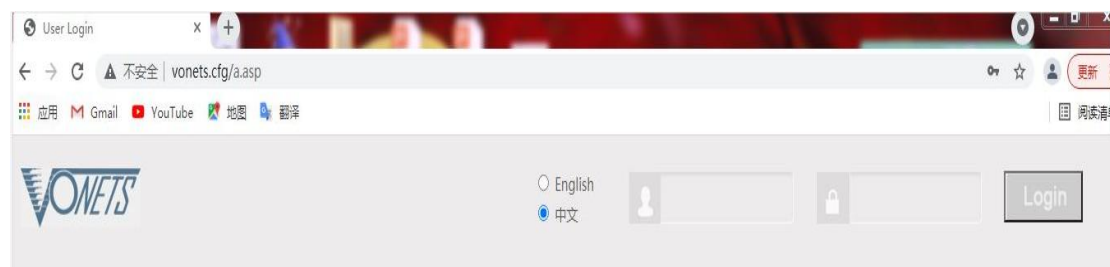 User Login
不安全 | vonets.cfg/a.asp
更新
应用 Gmail YouTube 地图 翻译 阅读清单
VONETS
English
中文
Login